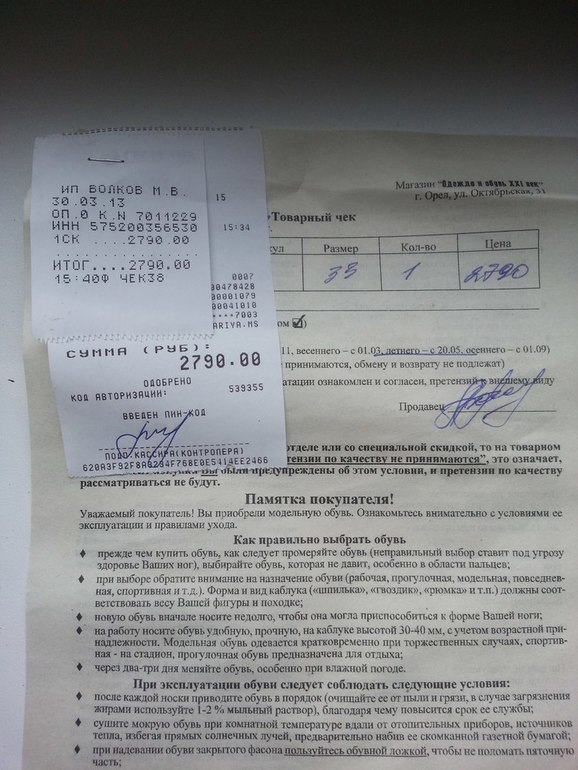 ИП ВОЛКОВ М.В.
30.03.13
ОП.0 К.N 7011229
ИНН 575200356530
1СК ....2790.00
ИТОГ....2790.00
15:40Ф ЧЕК38
15
15:34
0007
00478428
00001079
00041010
****7003
ARIYA.MS
СУММА (РУБ):
2790.00
ОДОБРЕНО
КОД АВТОРИЗАЦИИ: 539355
ВВЕДЕН ПИН-КОД
ПОДП.КАССИРА(КОНТРОЛЕРА)
Магазин "Одежда и обувь XXI век"
г. Орел, ул. Октябрьская, 31
Товарный чек
кул Размер Кол-во Цена
33 1 2790
ом
11, весеннего – с 01.03, летнего – с 20.05, осеннего – с 01.09)
принимаются, обмену и возврату не подлежат)
атации ознакомлен и согласен, претензий к внешнему виду
Продавец
отделе или со специальной скидкой, то на товарном
тензии по качеству не принимаются", это означает,
Вы были предупреждены об этом условии, и претензии по качеству
рассматриваться не будут.
Памятка покупателя!
Уважаемый покупатель! Вы приобрели модельную обувь. Ознакомьтесь внимательно с условиями ее
эксплуатации и правилами ухода.
Как правильно выбрать обувь
♦ прежде чем купить обувь, как следует промеряйте обувь (неправильный выбор ставит под угрозу
здоровье Ваших ног), выбирайте обувь, которая не давит, особенно в области пальцев;
♦ при выборе обратите внимание на назначение обуви (рабочая, прогулочная, модельная, повседнев-
ная, спортивная и т.д.). Форма и вид каблука («шпилька», «гвоздик», «рюмка» и т.п.) должны соот-
ветствовать весу Вашей фигуры и походке;
♦ новую обувь вначале носите недолго, чтобы она могла приспособиться к форме Вашей ноги;
♦ на работу носите обувь удобную, прочную, на каблуке высотой 30-40 мм, с учетом возрастной при-
надлежности. Модельная обувь одевается кратковременно при торжественных случаях, спортив-
ная - на стадион, прогулочная обувь предназначена для отдыха;
♦ через два-три дня меняйте обувь, особенно при влажной погоде.
При эксплуатации обуви следует соблюдать следующие условия:
♦ после каждой носки приводите обувь в порядок (очищайте ее от пыли и грязи, в случае загрязнения
жирами используйте 1-2 % мыльный раствор), благодаря чему повысится срок ее службы;
♦ сушите мокрую обувь при комнатной температуре вдали от отопительных приборов, источников
тепла, избегая прямых солнечных лучей, предварительно набив ее скомканной газетной бумагой;
♦ при надевании обуви закрытого фасона пользуйтесь обувной ложкой, чтобы не поломать пяточную
часть;